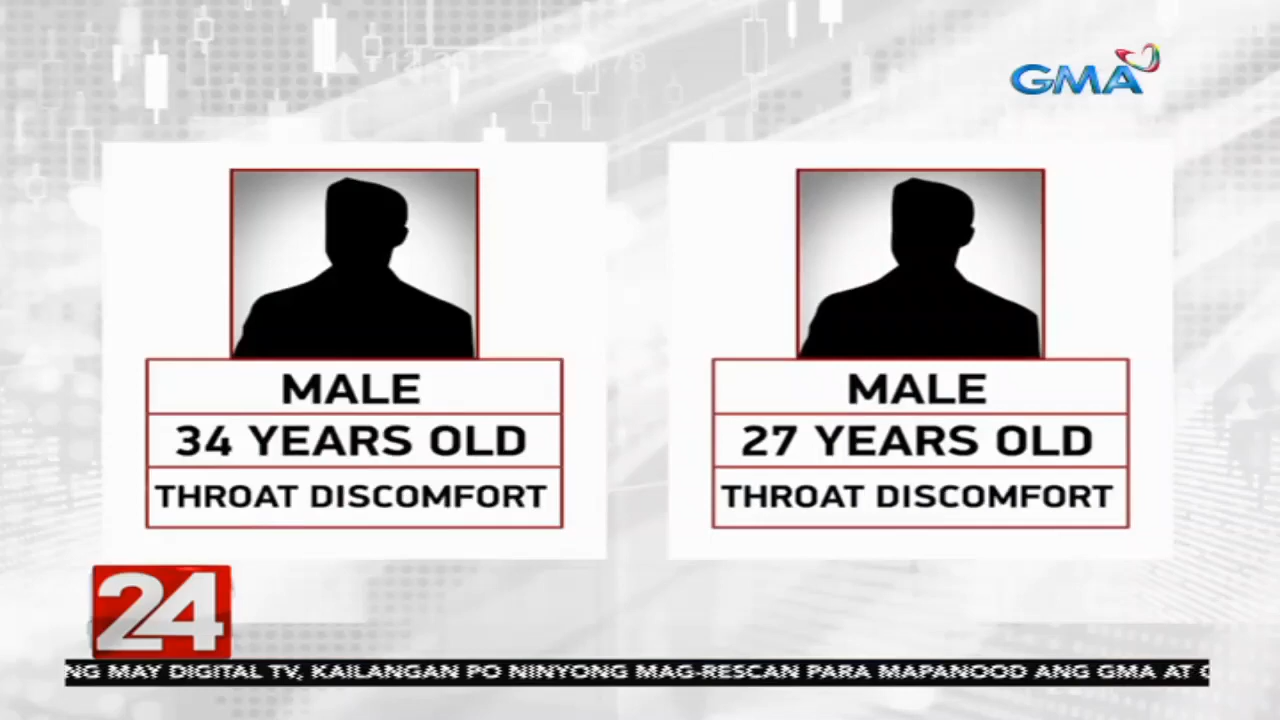 GMA
MALE
34 YEARS OLD
THROAT DISCOMFORT
MALE
27 YEARS OLD
THROAT DISCOMFORT
24
NG MAY DIGITAL TV, KAILANGAN PO NINYONG MAG-RESCAN PARA MAPANOOD ANG GMA AT